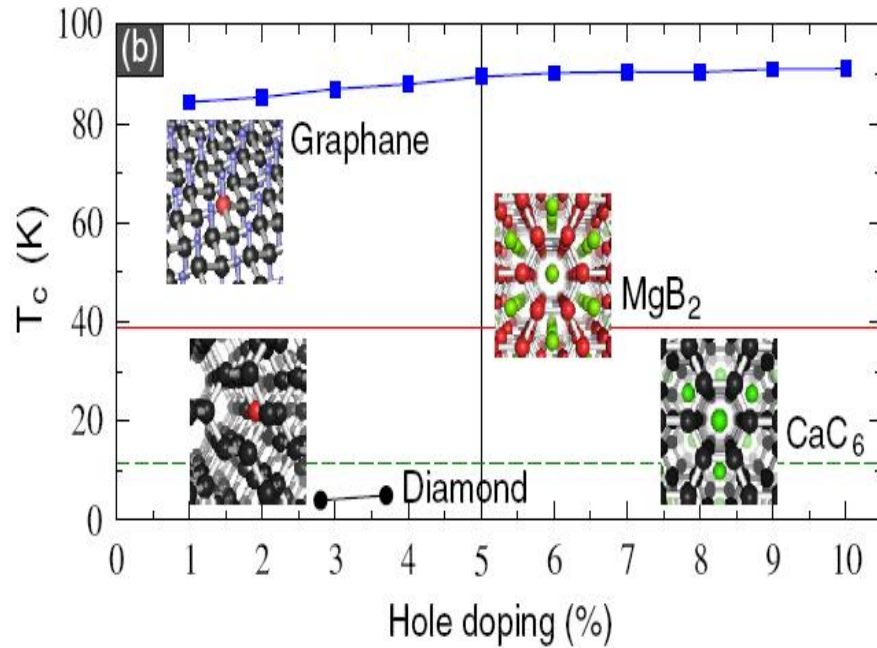 (b)
100
80
60
40
20
0
T_c (K)
Graphane
MgB₂
CaC₆
Diamond
0 1 2 3 4 5 6 7 8 9 10
Hole doping (%)